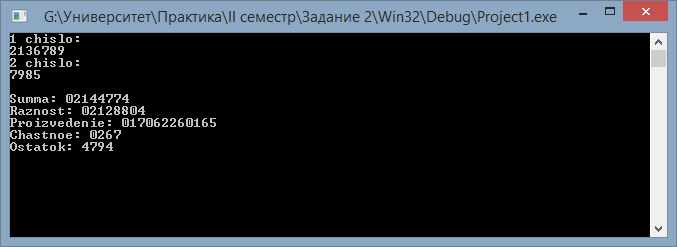 G:\Университет\Практика\II семестр\Задание 2\Win32\Debug\Project1.exe
1 chislo:
2136789
2 chislo:
7985
Summa: 02144774
Raznost: 02128804
Proizvedenie: 017062260165
Chastnoe: 0267
Ostatok: 4794